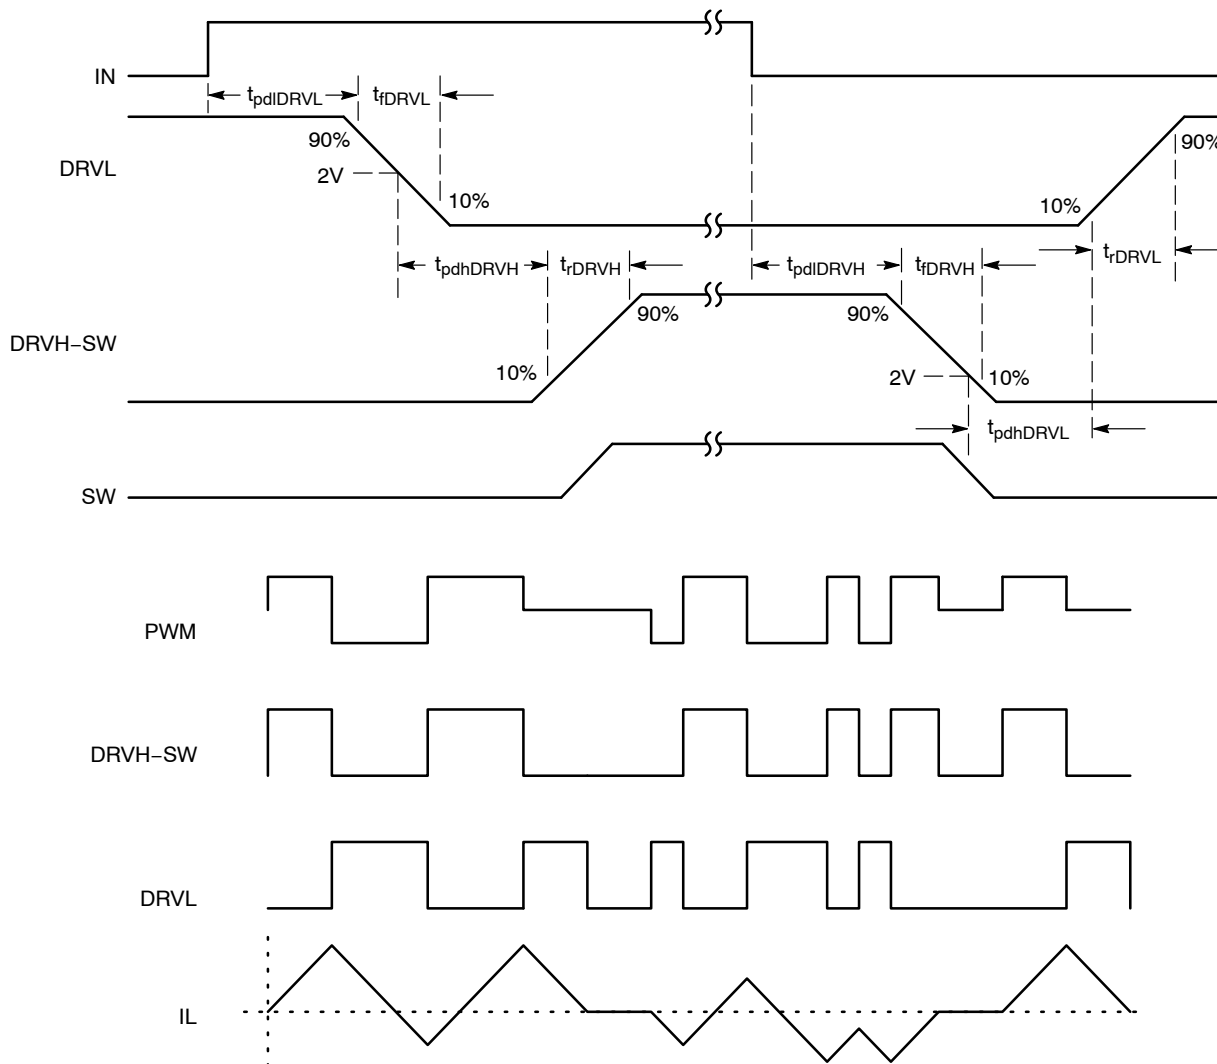 IN
tpdlDRVL
tfDRVL
90%
90%
DRVL
2V
10%
10%
tpdhDRVH
trDRVH
tpdlDRVH
tfDRVH
trDRVL
90%
90%
DRVH–SW
10%
2V
10%
tpdhDRVL
SW
PWM
DRVH–SW
DRVL
IL